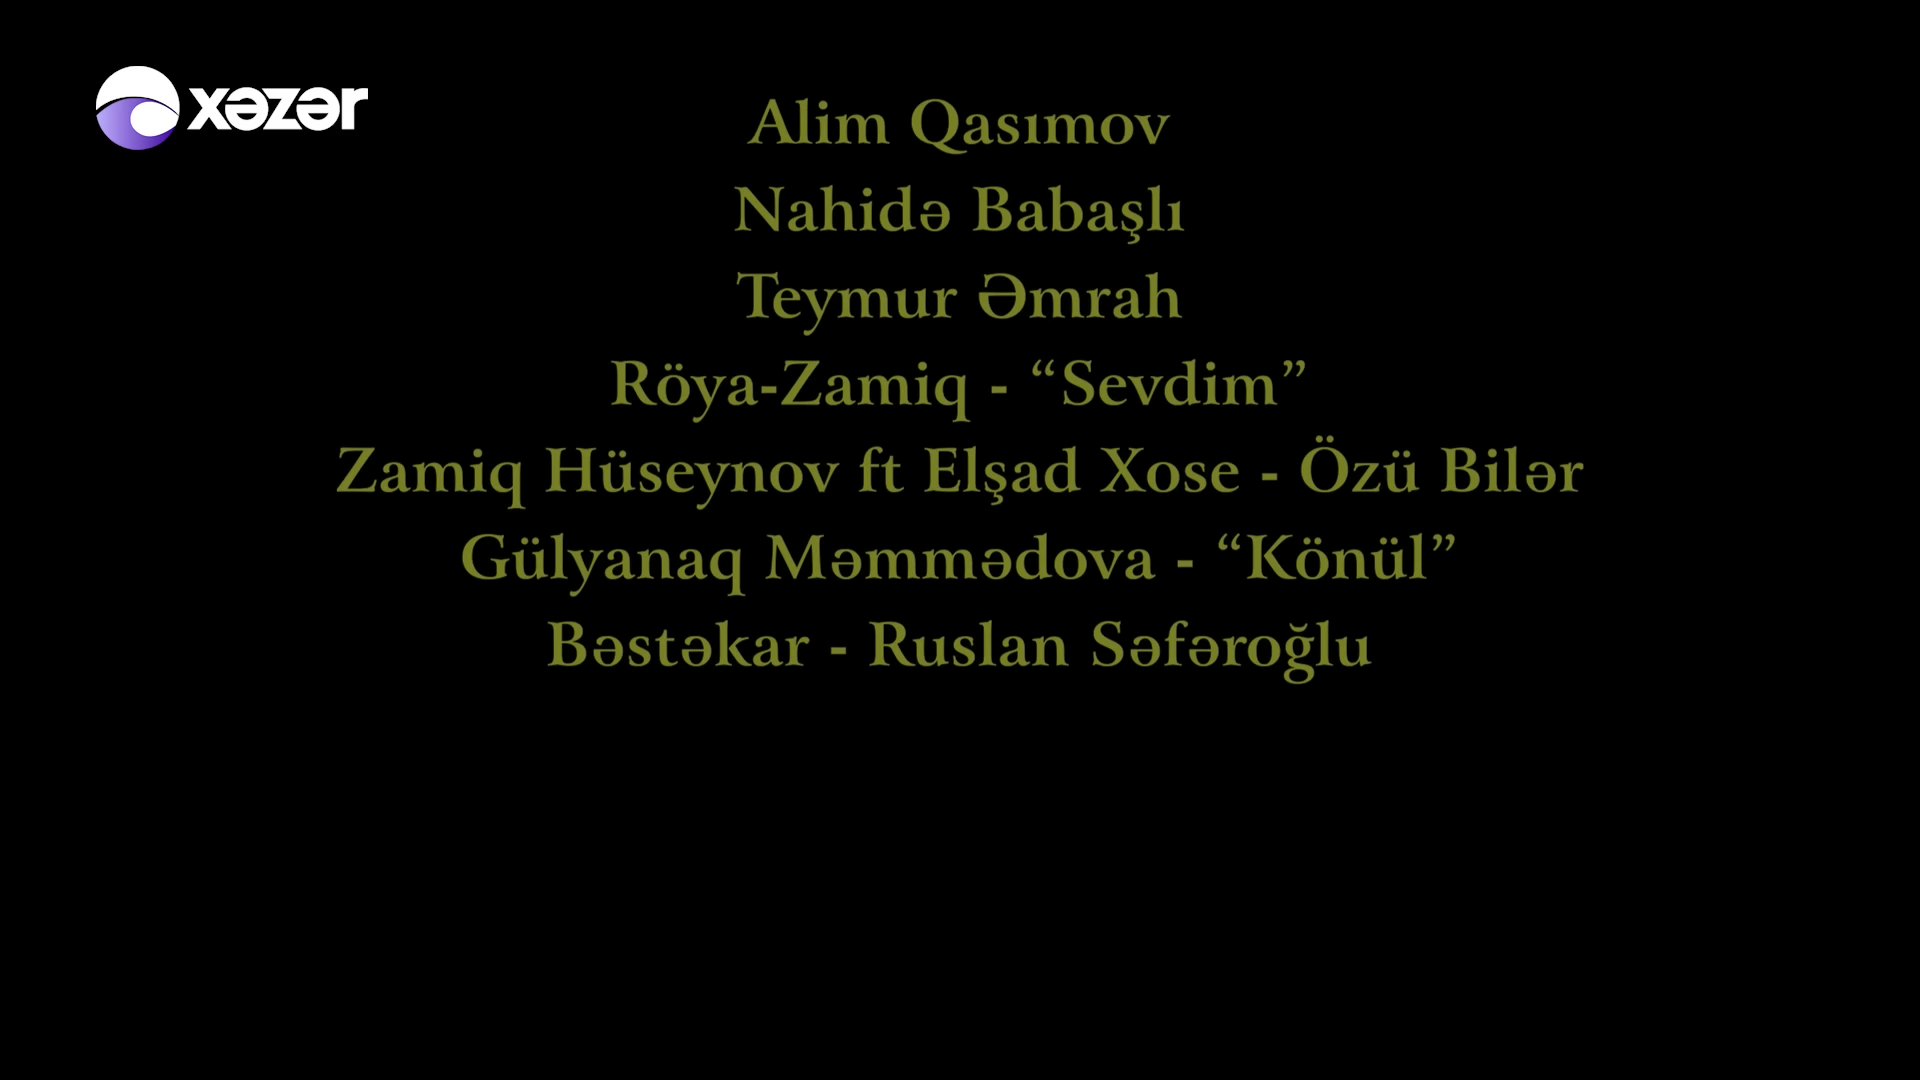 xəzər
Alim Qasımov
Nahidə Babaşlı
Teymur Əmrah
Röya-Zamiq - “Sevdim”
Zamiq Hüseynov ft Elşad Xose - Özü Bilər
Gülyanaq Məmmədova - “Könül”
Bəstəkar - Ruslan Səfəroğlu